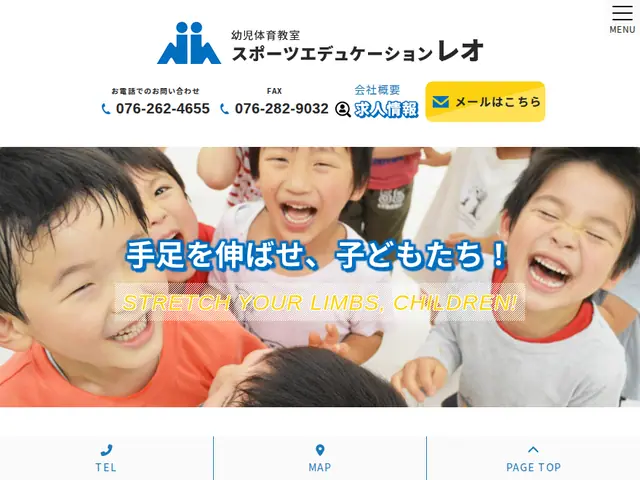 MENU
幼児体育教室
スポーツエデュケーションレオ
お電話でのお問い合わせ
076-262-4655
FAX
076-282-9032
会社概要
求人情報
メールはこちら
手足を伸ばせ、子どもたち！
STRETCH YOUR LIMBS, CHILDREN!
TEL
MAP
PAGE TOP